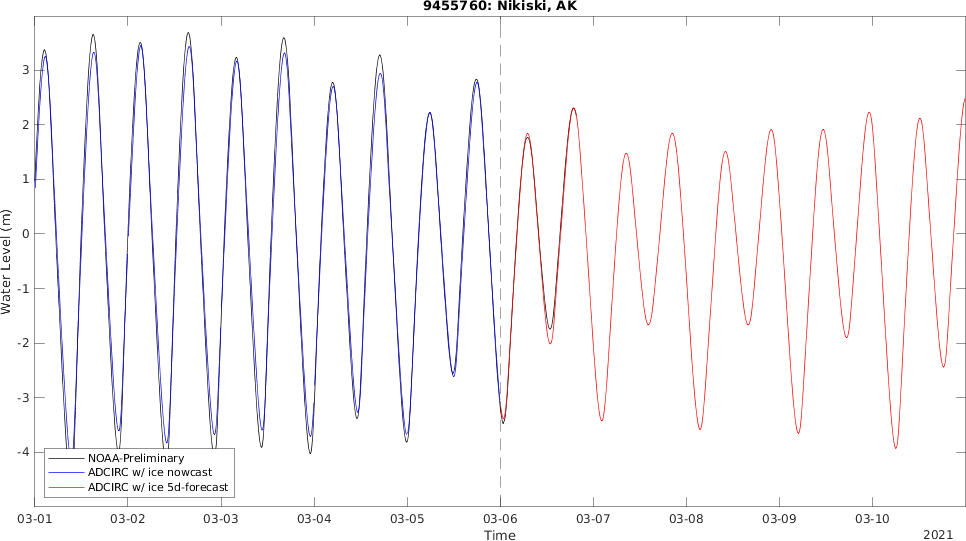 9455760: Nikiski, AK
Water Level (m)
3
2
1
0
-1
-2
-3
-4
NOAA-Preliminary
ADCIRC w/ ice nowcast
ADCIRC w/ ice 5d-forecast
03-01 03-02 03-03 03-04 03-05 03-06 03-07 03-08 03-09 03-10
Time
2021